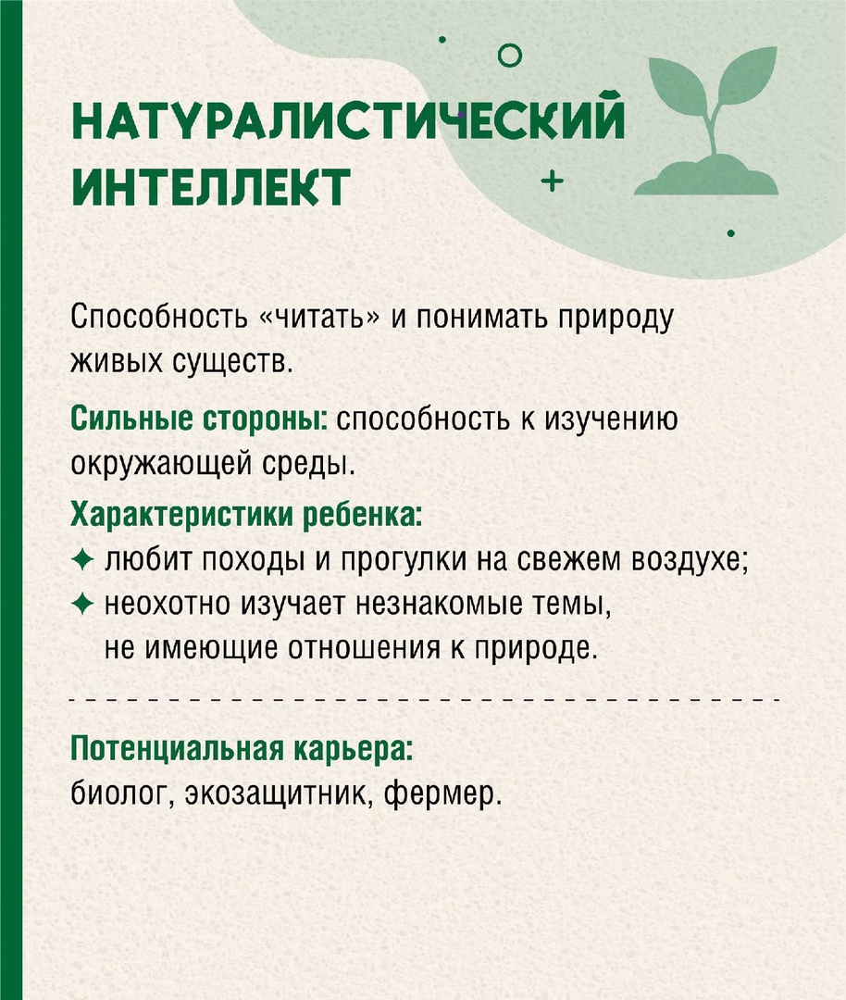 НАТУРАЛИСТИЧЕСКИЙ
ИНТЕЛЛЕКТ
Способность «читать» и понимать природу
живых существ.
Сильные стороны: способность к изучению
окружающей среды.
Характеристики ребенка:
✦ любит походы и прогулки на свежем воздухе;
✦ неохотно изучает незнакомые темы,
не имеющие отношения к природе.
Потенциальная карьера:
биолог, экозащитник, фермер.